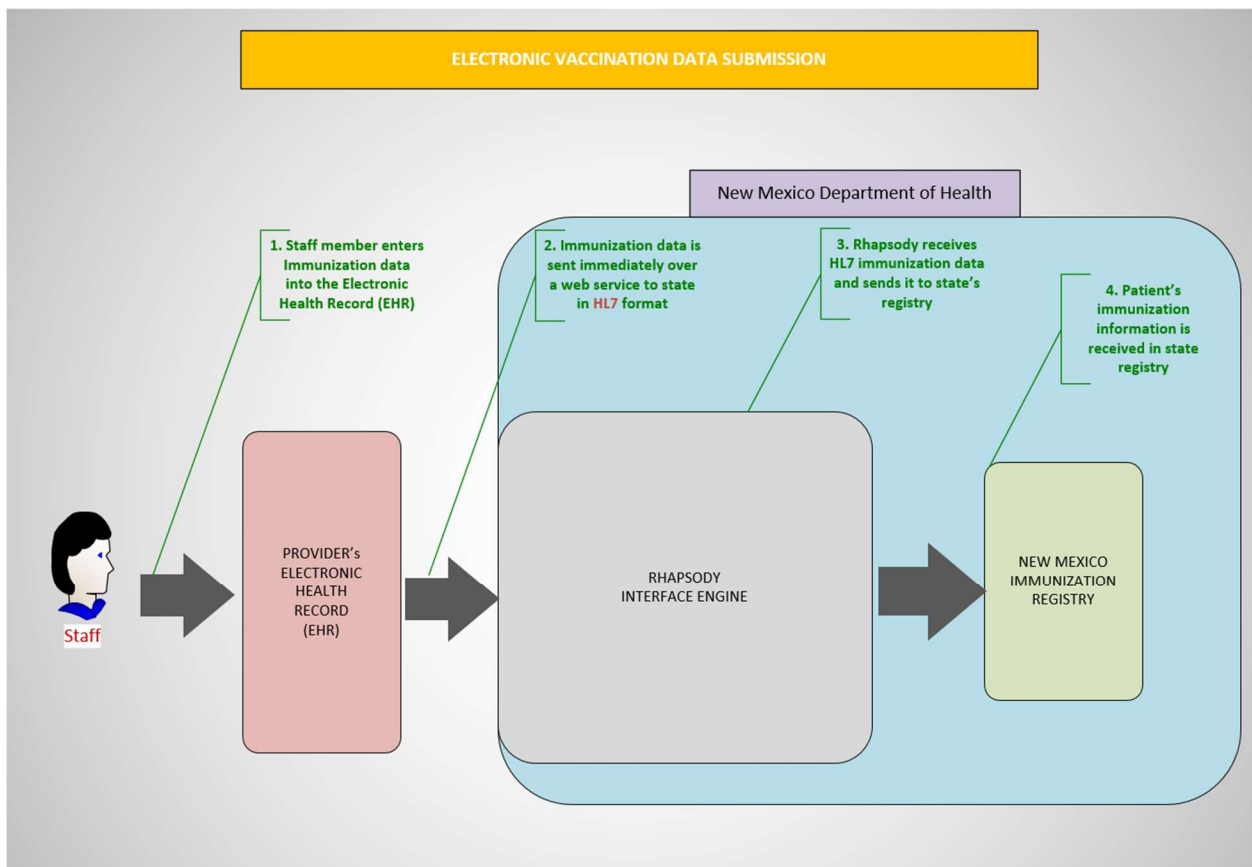 ELECTRONIC VACCINATION DATA SUBMISSION
New Mexico Department of Health
1. Staff member enters
Immunization data
into the Electronic
Health Record (EHR)
2. Immunization data is
sent immediately over
a web service to state
in HL7 format
3. Rhapsody receives
HL7 immunization data
and sends it to state’s
registry
4. Patient’s
immunization
information is
received in state
registry
Staff
PROVIDER’s
ELECTRONIC
HEALTH
RECORD
(EHR)
RHAPSODY
INTERFACE ENGINE
NEW MEXICO
IMMUNIZATION
REGISTRY